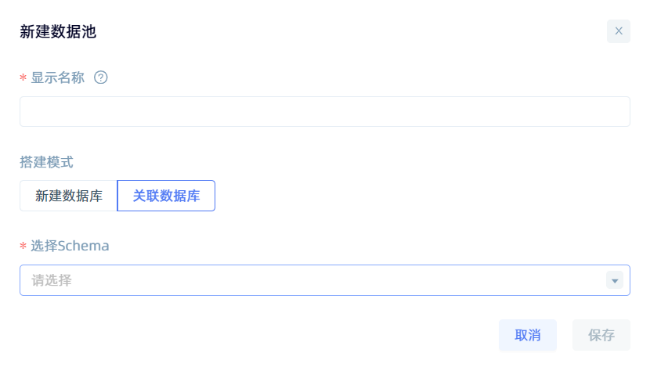 新建数据池
X
* 显示名称 ?
搭建模式
新建数据库 关联数据库
* 选择Schema
请选择
取消 保存